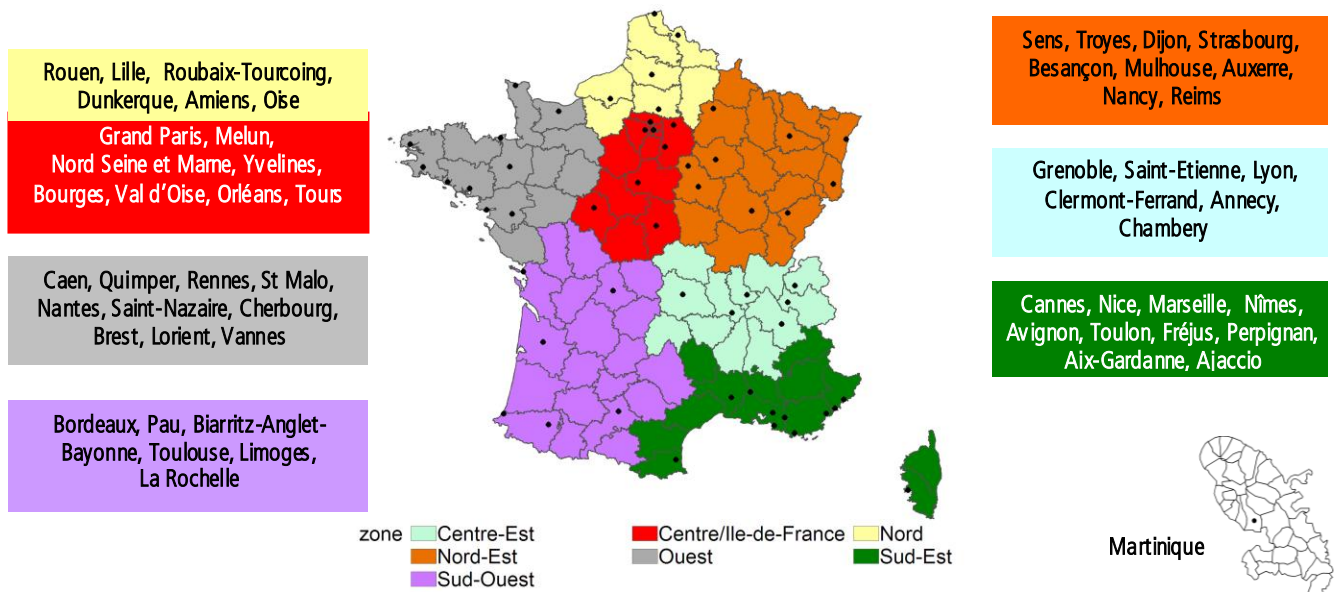 Rouen, Lille, Roubaix-Tourcoing,
Dunkerque, Amiens, Oise
Grand Paris, Melun,
Nord Seine et Marne, Yvelines,
Bourges, Val d'Oise, Orléans, Tours
Caen, Quimper, Rennes, St Malo,
Nantes, Saint-Nazaire, Cherbourg,
Brest, Lorient, Vannes
Bordeaux, Pau, Biarritz-Anglet-
Bayonne, Toulouse, Limoges,
La Rochelle
Sens, Troyes, Dijon, Strasbourg,
Besançon, Mulhouse, Auxerre,
Nancy, Reims
Grenoble, Saint-Etienne, Lyon,
Clermont-Ferrand, Annecy,
Chambery
Cannes, Nice, Marseille, Nîmes,
Avignon, Toulon, Fréjus, Perpignan,
Aix-Gardanne, Ajaccio
Martinique
zone Centre-Est Centre/Ile-de-France Nord
Nord-Est Ouest Sud-Est
Sud-Ouest